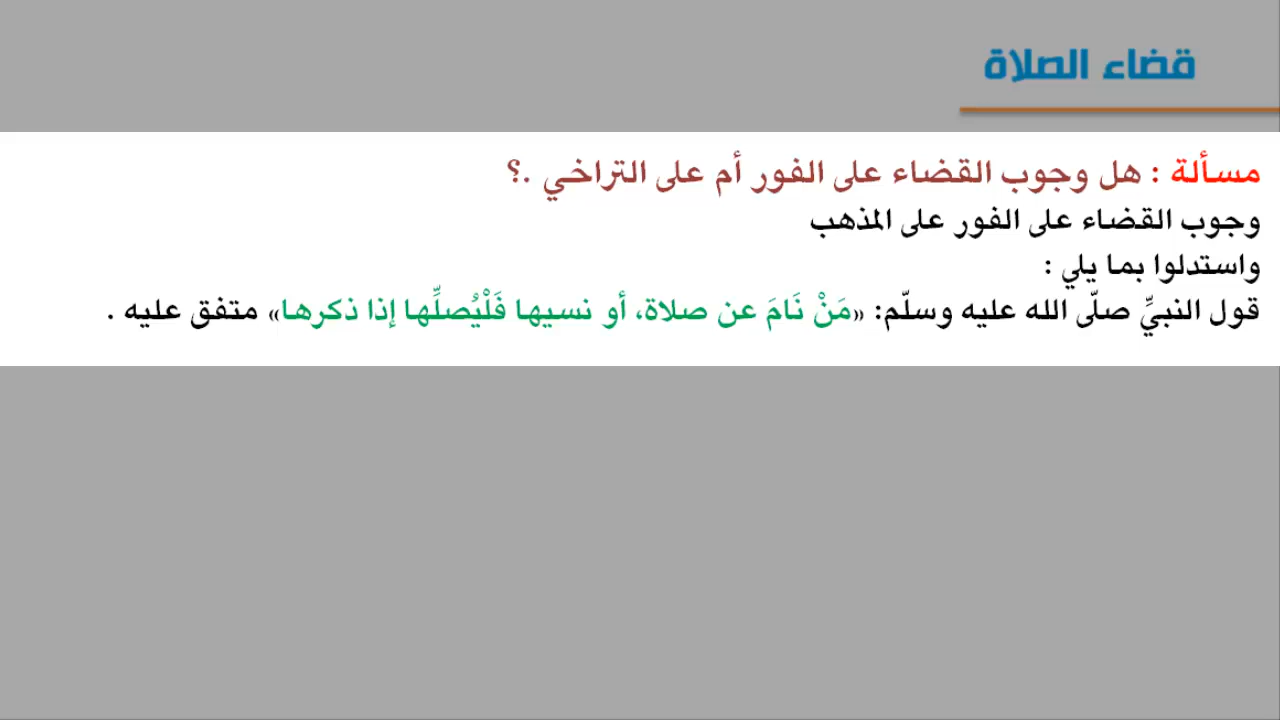 قضاء الصلاة
مسألة : هل وجوب القضاء على الفور أم على التراخي .؟
وجوب القضاء على الفور على المذهب
واستدلوا بما يلي :
قول النبيِّ صلّى الله عليه وسلّم: «مَنْ نَامَ عن صلاة، أو نسيها فَلْيُصلِّها إذا ذكرها» متفق عليه .